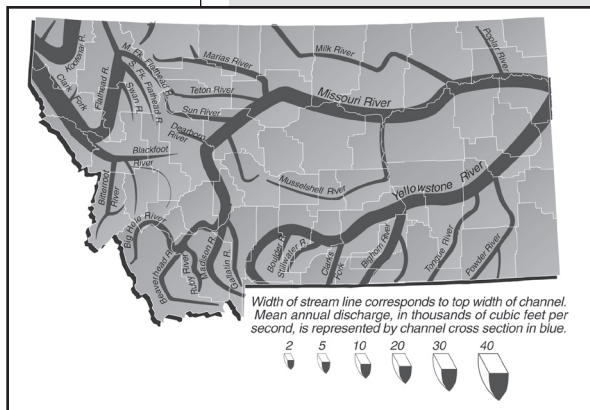 Kootenai R.
Clark Fork
Flathead R.
M. Fk. Flathead R.
S. Fk. Flathead R.
Swan R.
Marias River
Milk River
Poplar River
Teton River
Sun River
Missouri River
Dearborn
River
Blackfoot
River
Bitterroot
River
Musselshell River
Yellowstone River
Big Hole River
Beaverhead R.
Ruby River
Madison R.
Gallatin R.
Boulder R.
Stillwater R.
Clarks
Fork
Bighorn River
Tongue River
Powder River
Width of stream line corresponds to top width of channel.
Mean annual discharge, in thousands of cubic feet per
second, is represented by channel cross section in blue.
2 5 10 20 30 40